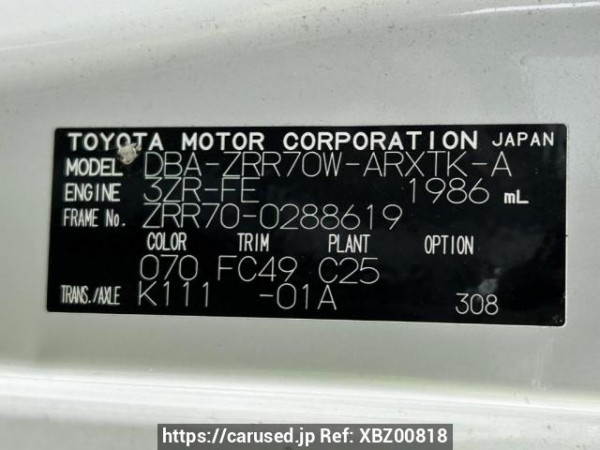 TOYOTA MOTOR CORPORATION JAPAN
MODEL DBA-ZRR70W-ARXTK-A
ENGINE 3ZR-FE 1986 mL
FRAME No. ZRR70-0288619
COLOR TRIM PLANT OPTION
070 FC49 C25
TRANS./AXLE K111 -01A 308
https://carused.jp Ref: XBZ00818